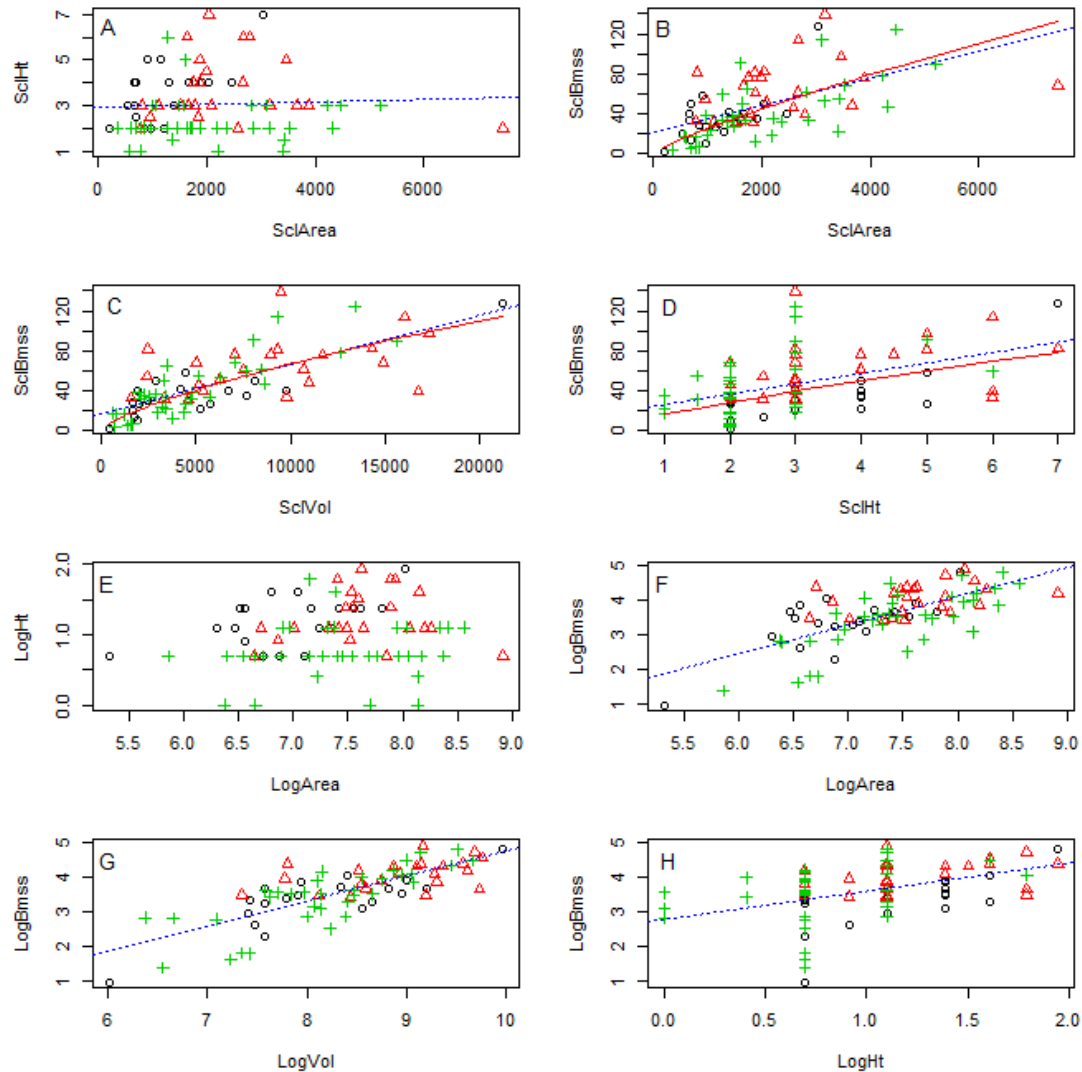 A
SclHt
1 3 5 7
0 2000 4000 6000
SclArea
B
SclBmss
0 40 80 120
0 2000 4000 6000
SclArea
C
SclBmss
0 40 80 120
0 5000 10000 15000 20000
SclVol
D
SclBmss
0 40 80 120
1 2 3 4 5 6 7
SclHt
E
LogHt
0.0 1.0 2.0
5.5 6.0 6.5 7.0 7.5 8.0 8.5 9.0
LogArea
F
LogBmss
1 2 3 4 5
5.5 6.0 6.5 7.0 7.5 8.0 8.5 9.0
LogArea
G
LogBmss
1 2 3 4 5
6 7 8 9 10
LogVol
H
LogBmss
1 2 3 4 5
0.0 0.5 1.0 1.5 2.0
LogHt